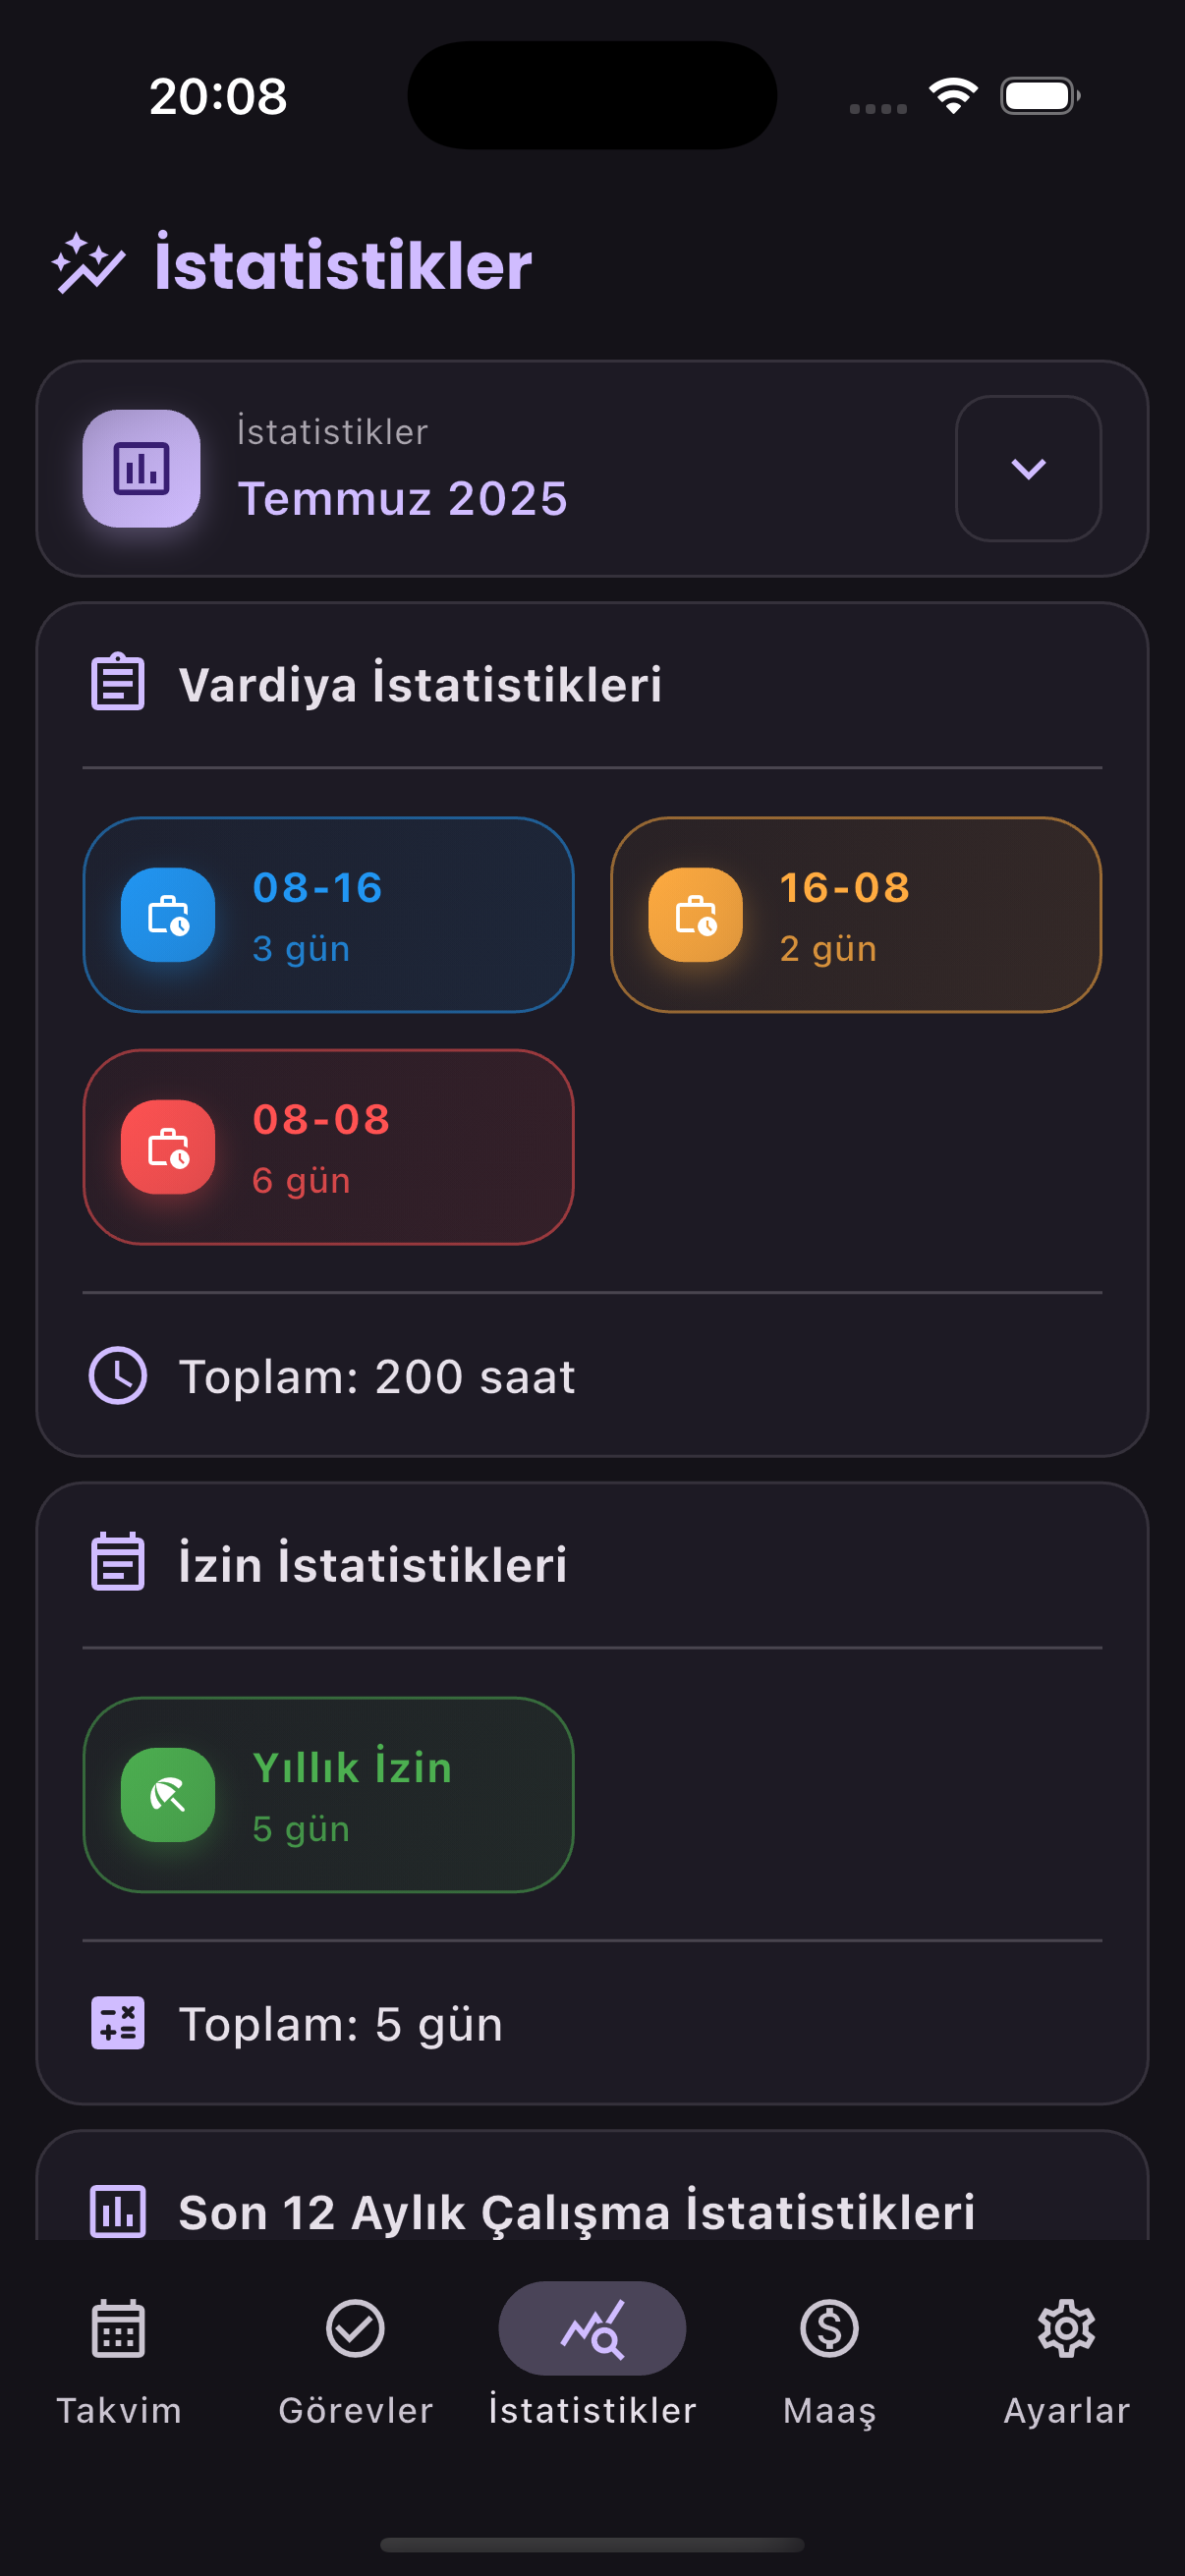 20:08
İstatistikler
İstatistikler
Temmuz 2025
Vardiya İstatistikleri
08-16
3 gün
16-08
2 gün
08-08
6 gün
Toplam: 200 saat
İzin İstatistikleri
Yıllık İzin
5 gün
Toplam: 5 gün
Son 12 Aylık Çalışma İstatistikleri
Takvim
Görevler
İstatistikler
Maaş
Ayarlar